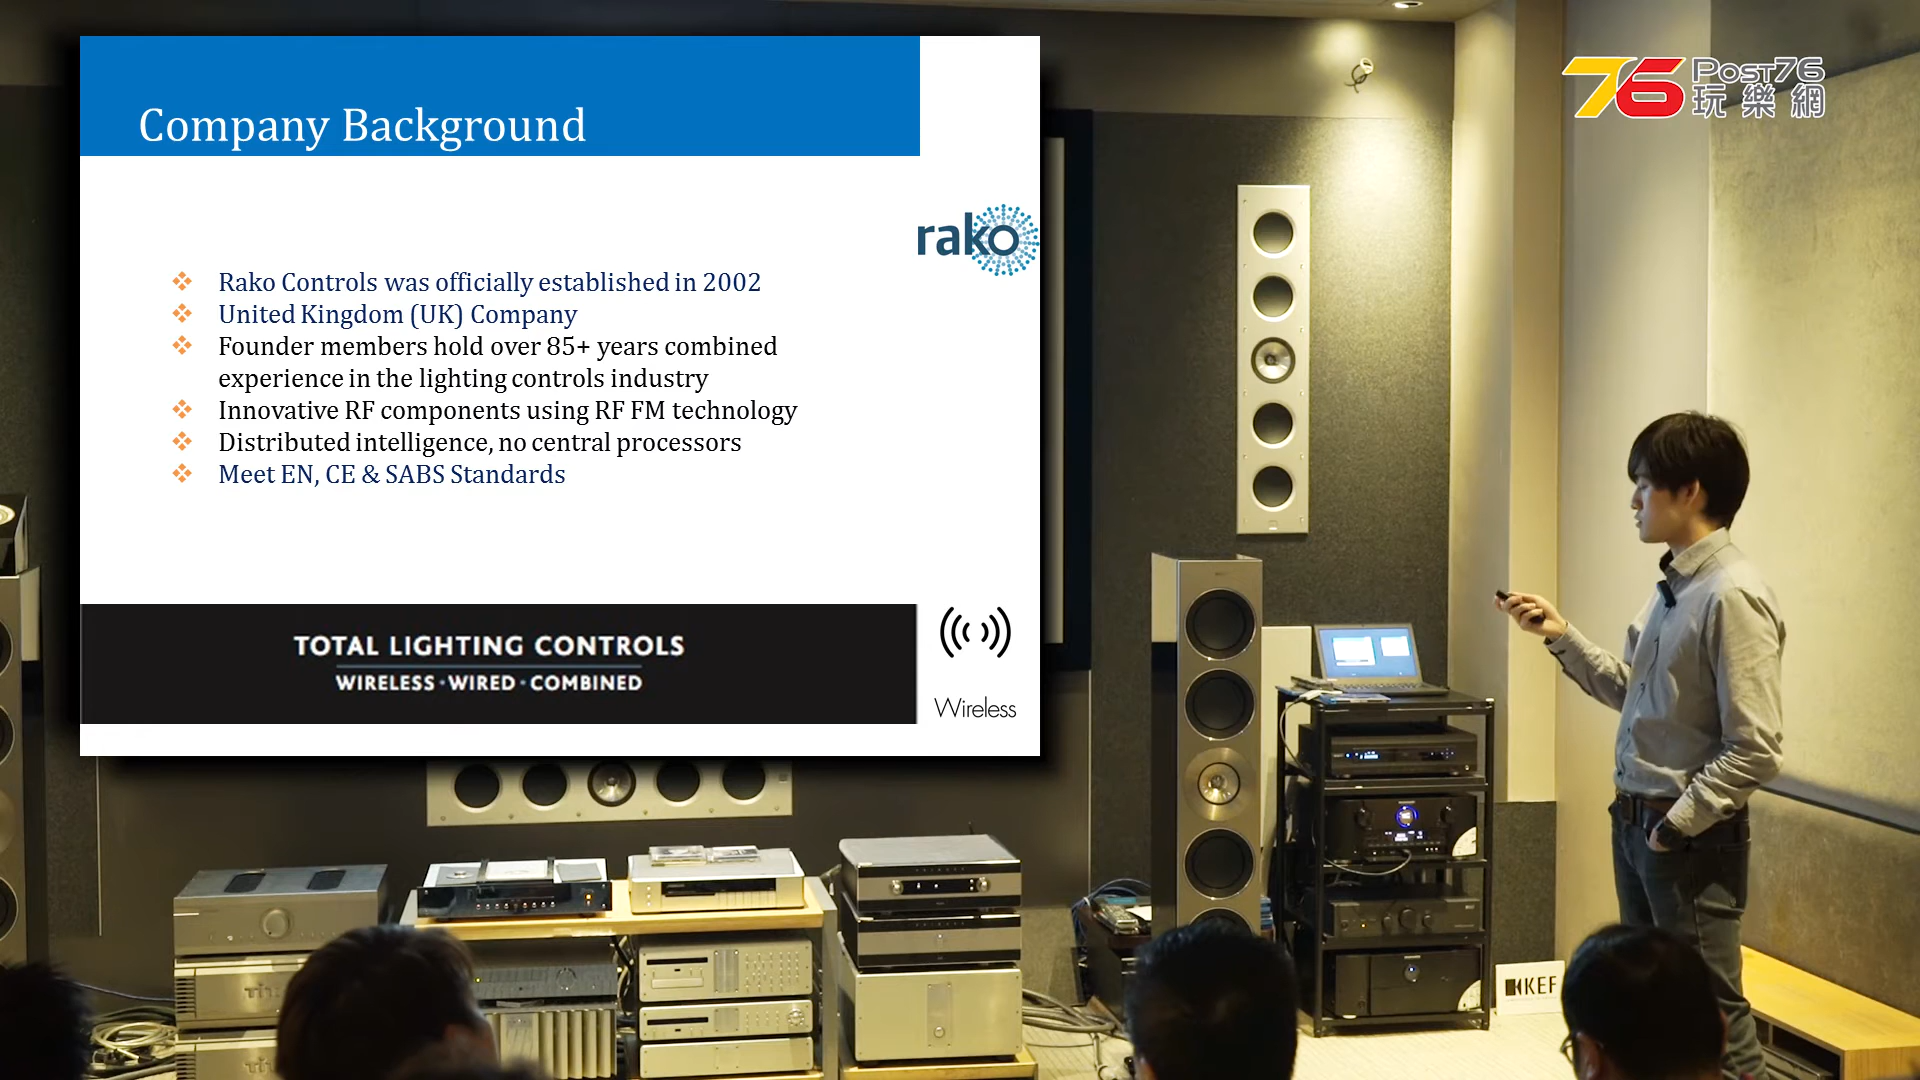 Company Background
rako
Rako Controls was officially established in 2002
United Kingdom (UK) Company
Founder members hold over 85+ years combined
experience in the lighting controls industry
Innovative RF components using RF FM technology
Distributed intelligence, no central processors
Meet EN, CE & SABS Standards
TOTAL LIGHTING CONTROLS
WIRELESS · WIRED · COMBINED
Wireless
76 Post76
玩樂網
KEF